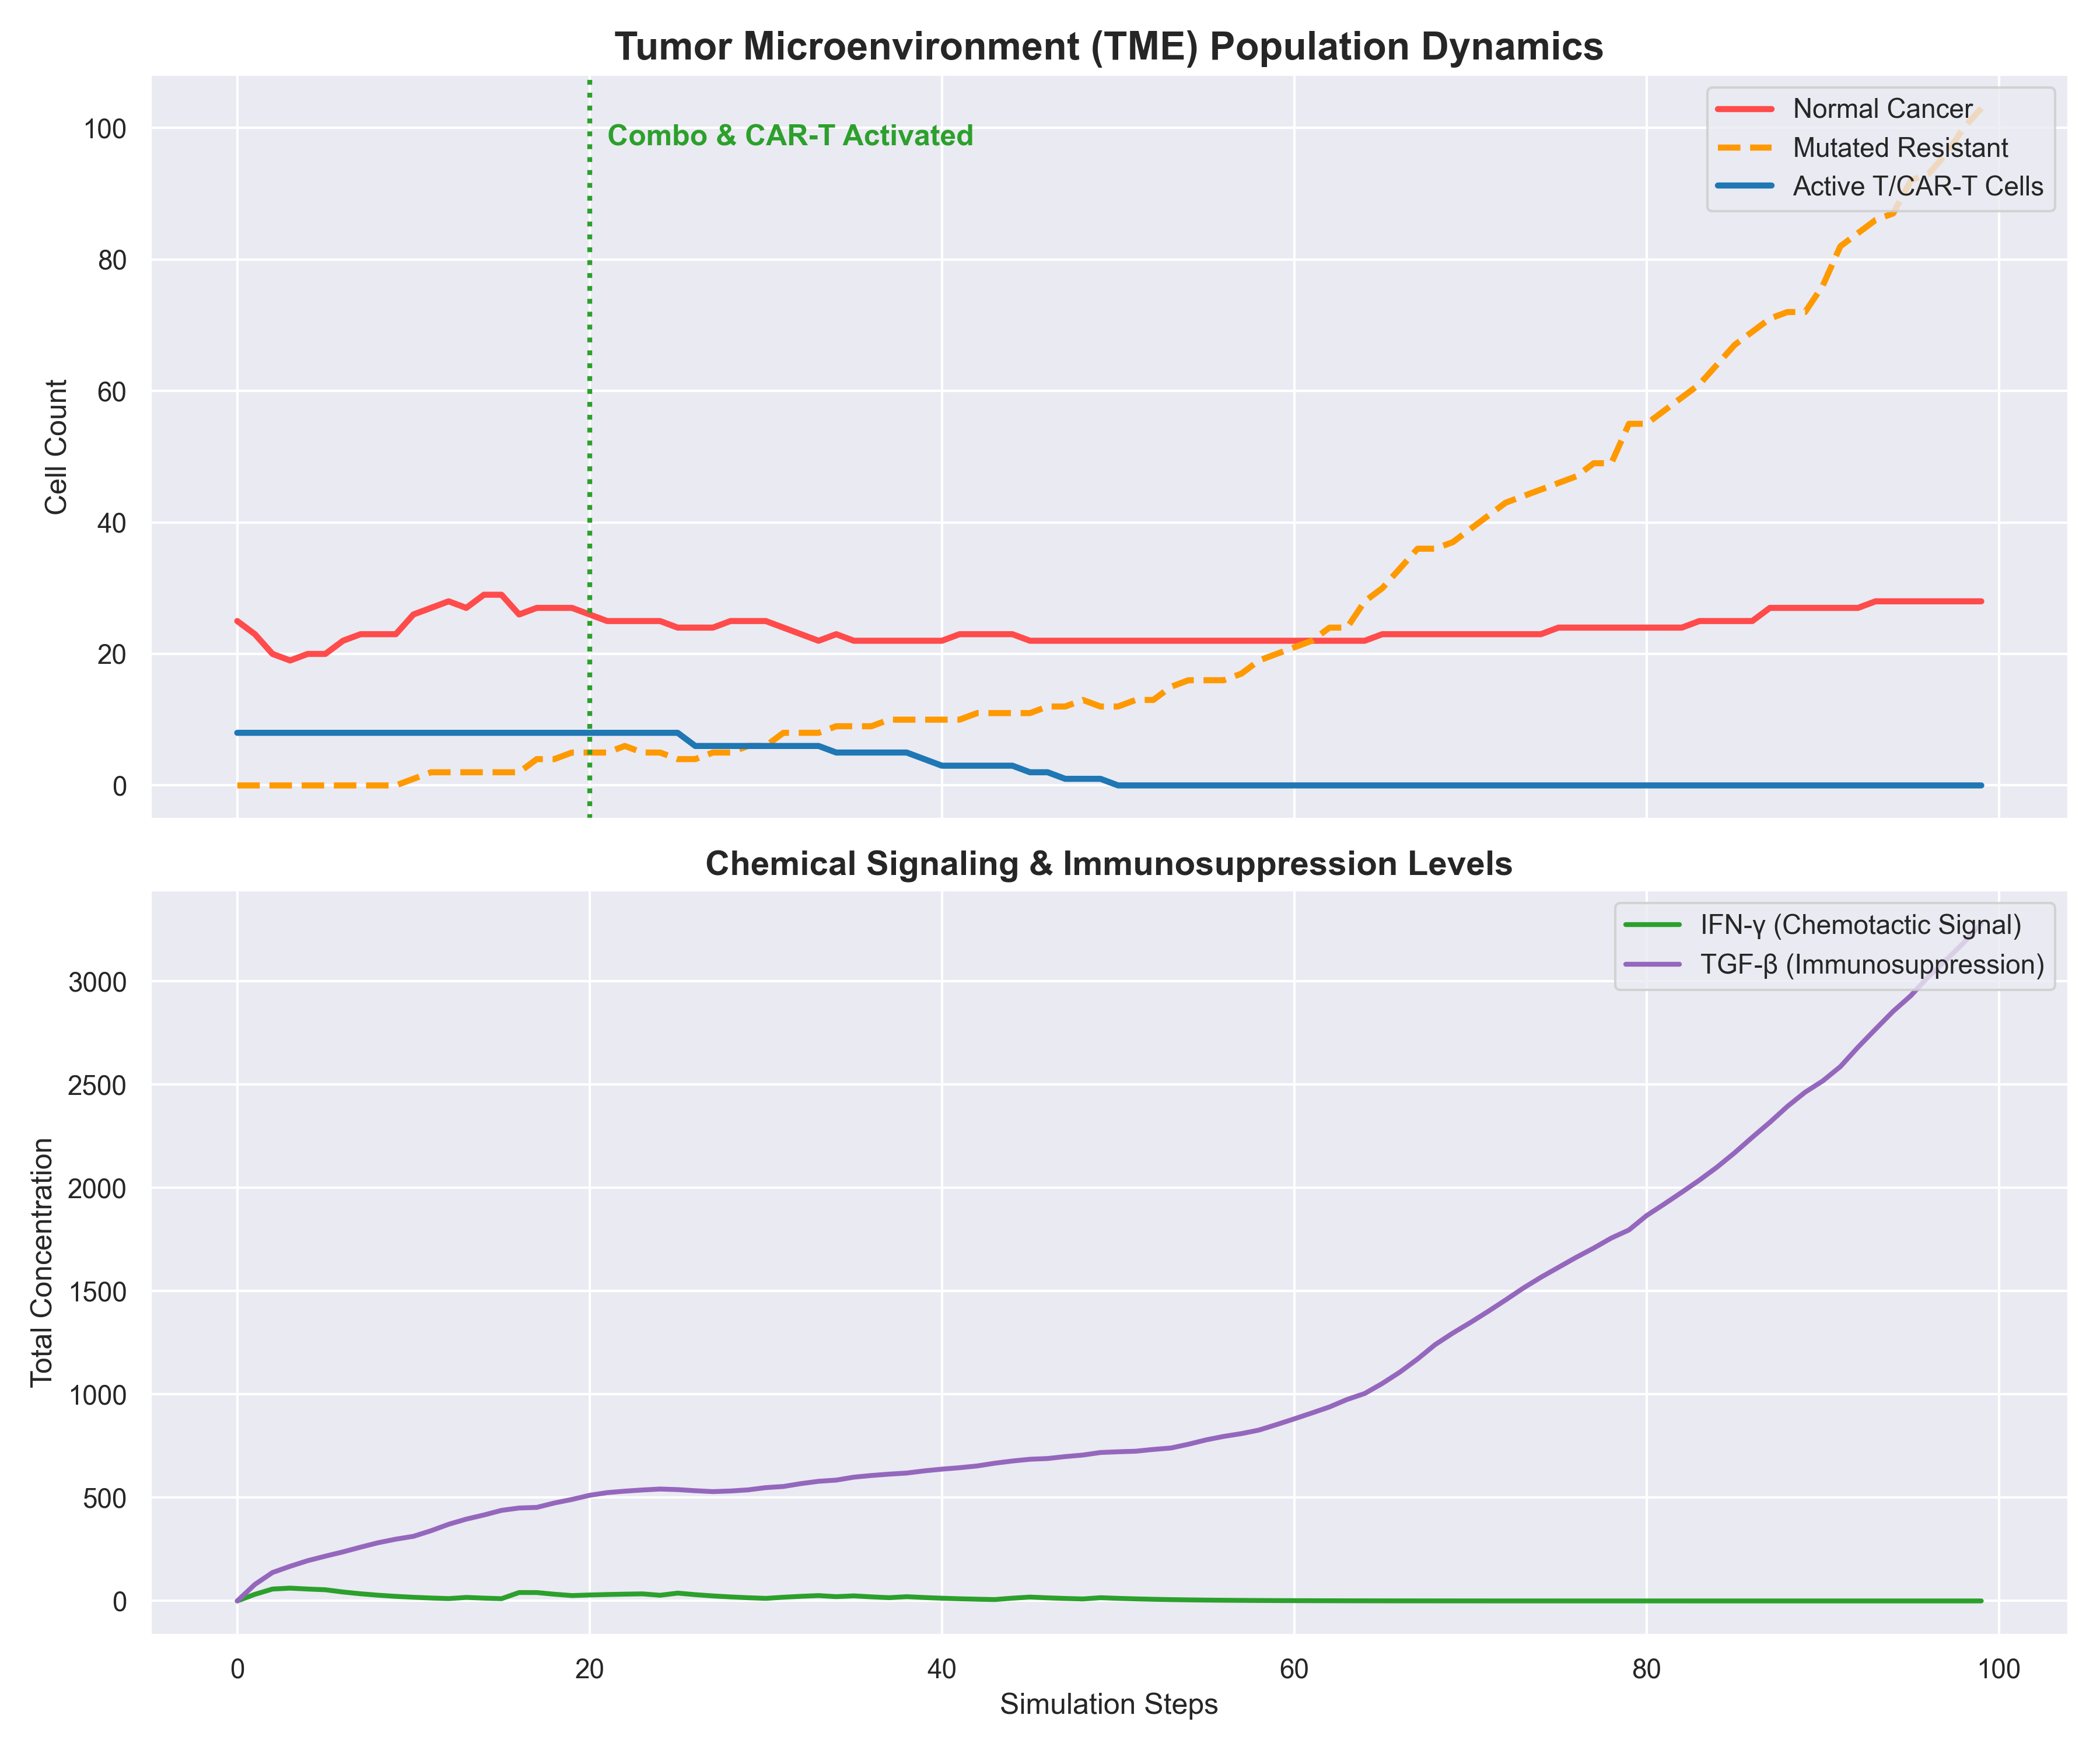 Tumor Microenvironment (TME) Population Dynamics
Combo & CAR-T Activated
Normal Cancer
Mutated Resistant
Active T/CAR-T Cells
Cell Count
100
80
60
40
20
0
Chemical Signaling & Immunosuppression Levels
IFN-γ (Chemotactic Signal)
TGF-β (Immunosuppression)
Total Concentration
3000
2500
2000
1500
1000
500
0
0 20 40 60 80 100
Simulation Steps